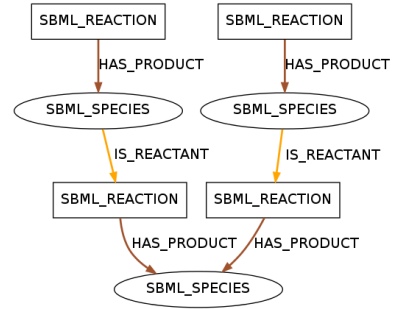 SBML_REACTION SBML_REACTION
HAS_PRODUCT HAS_PRODUCT
SBML_SPECIES SBML_SPECIES
IS_REACTANT IS_REACTANT
SBML_REACTION SBML_REACTION
HAS_PRODUCT HAS_PRODUCT
SBML_SPECIES